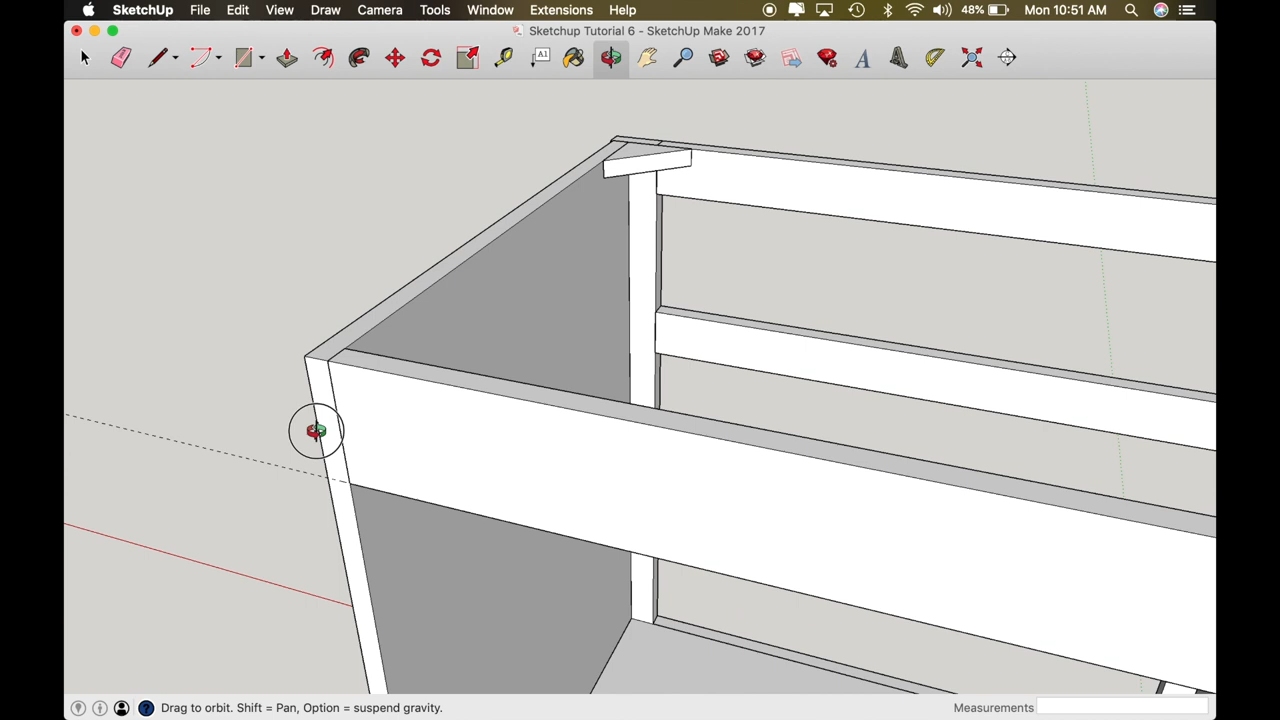 SketchUp File Edit View Draw Camera Tools Window Extensions Help 48% Mon 10:51 AM
Sketchup Tutorial 6 - SketchUp Make 2017
A1 A
Drag to orbit. Shift = Pan, Option = suspend gravity. Measurements